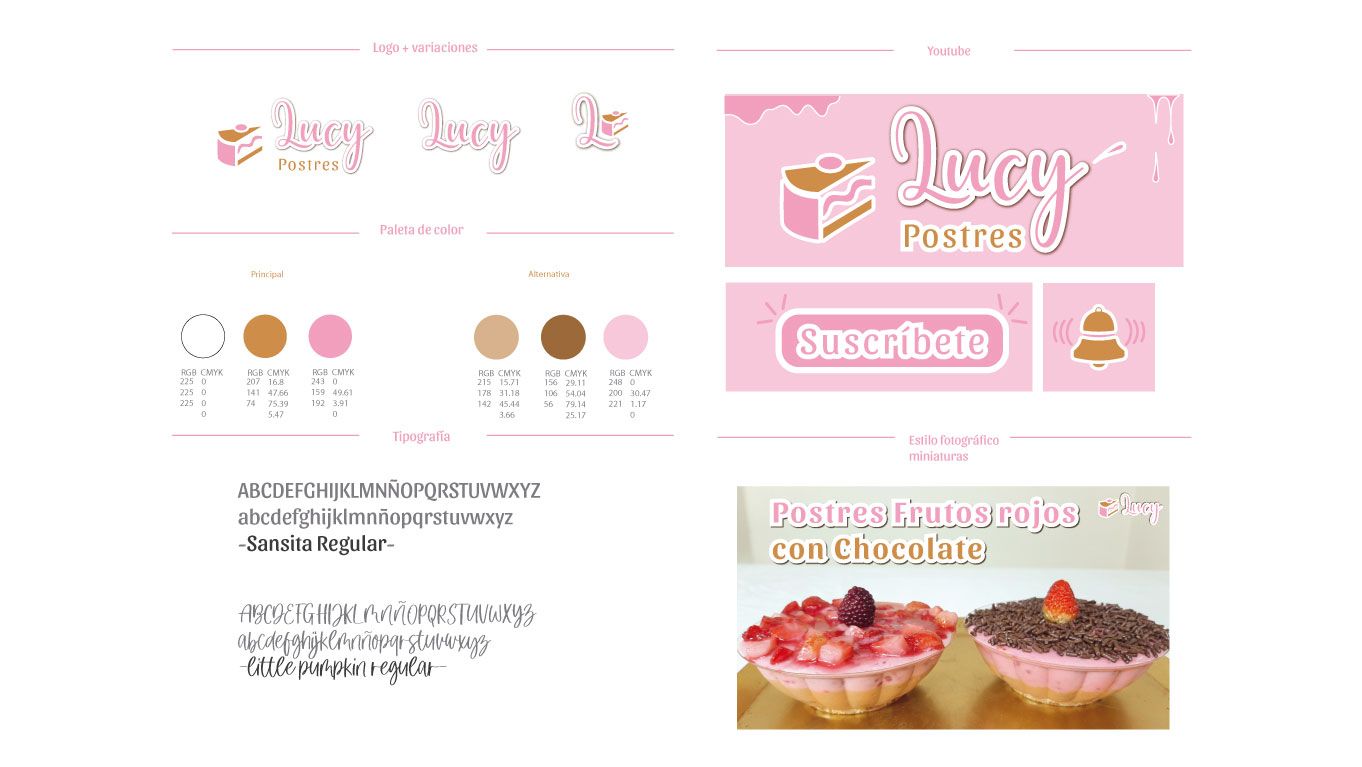 Logo + variaciones
Lucy
Postres
Lucy
L
Paleta de color
Principal
Alternativa
RGB CMYK
225 0
225 0
225 0
0
RGB CMYK
207 16.8
141 47.66
74 75.39
5.47
RGB CMYK
243 0
159 49.61
192 3.91
0
RGB CMYK
215 15.71
178 31.18
142 45.44
3.66
RGB CMYK
156 29.11
106 54.04
56 79.14
25.17
RGB CMYK
248 0
200 30.47
221 1.17
0
Tipografía
ABCDEFGHIJKLMNÑOPQRSTUVWXYZ
abcdefghijklmnñopqrstuvwxyz
-Sansita Regular-
ABCDEFGHIJKLMNÑOPQRSTUVWXYZ
abcdefghijklmnñopqrstuvwxyz
-little pumpkin regular-
Youtube
Lucy
Postres
Suscríbete
Estilo fotográfico
miniaturas
Postres Frutos rojos
con Chocolate
Lucy